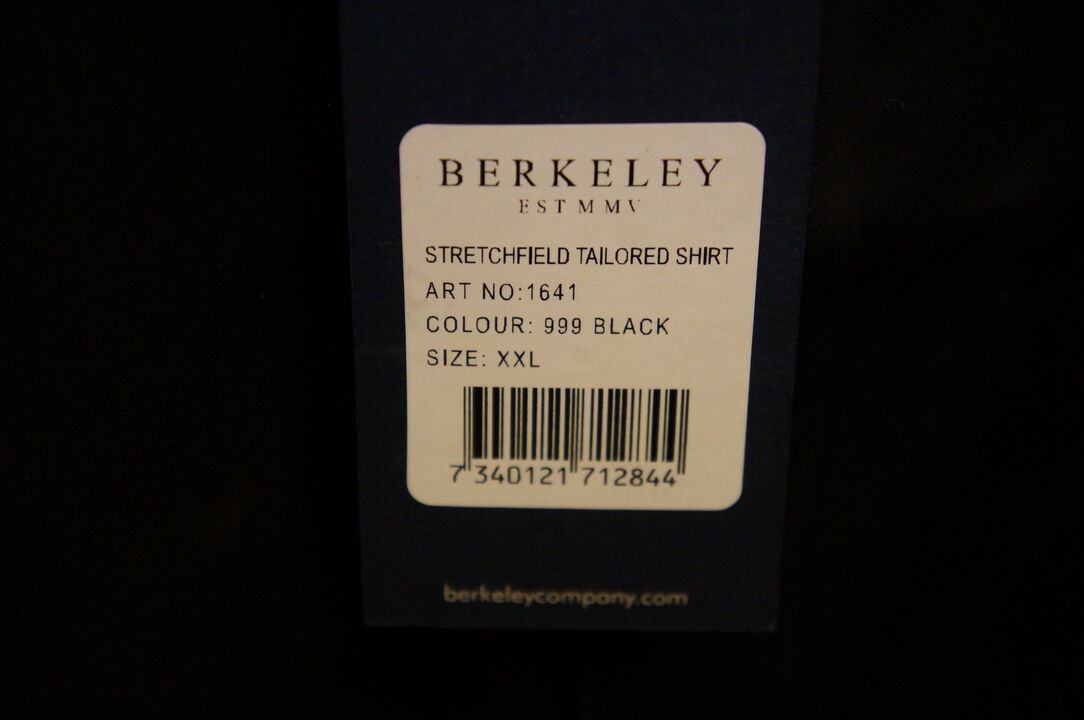 BERKELEY
EST MMV
STRETCHFIELD TAILORED SHIRT
ART NO:1641
COLOUR: 999 BLACK
SIZE: XXL
7 340121 712844
berkeleycompany.com